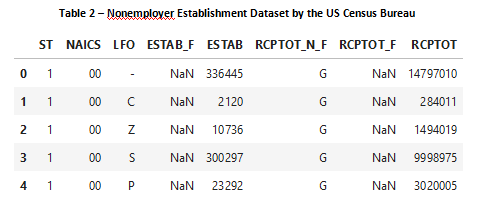 Table 2 – Nonemployer Establishment Dataset by the US Census Bureau
ST NAICS LFO ESTAB_F ESTAB RCPTOT_N_F RCPTOT_F RCPTOT
0 1 00 - NaN 336445 G NaN 14797010
1 1 00 C NaN 2120 G NaN 284011
2 1 00 Z NaN 10736 G NaN 1494019
3 1 00 S NaN 300297 G NaN 9998975
4 1 00 P NaN 23292 G NaN 3020005